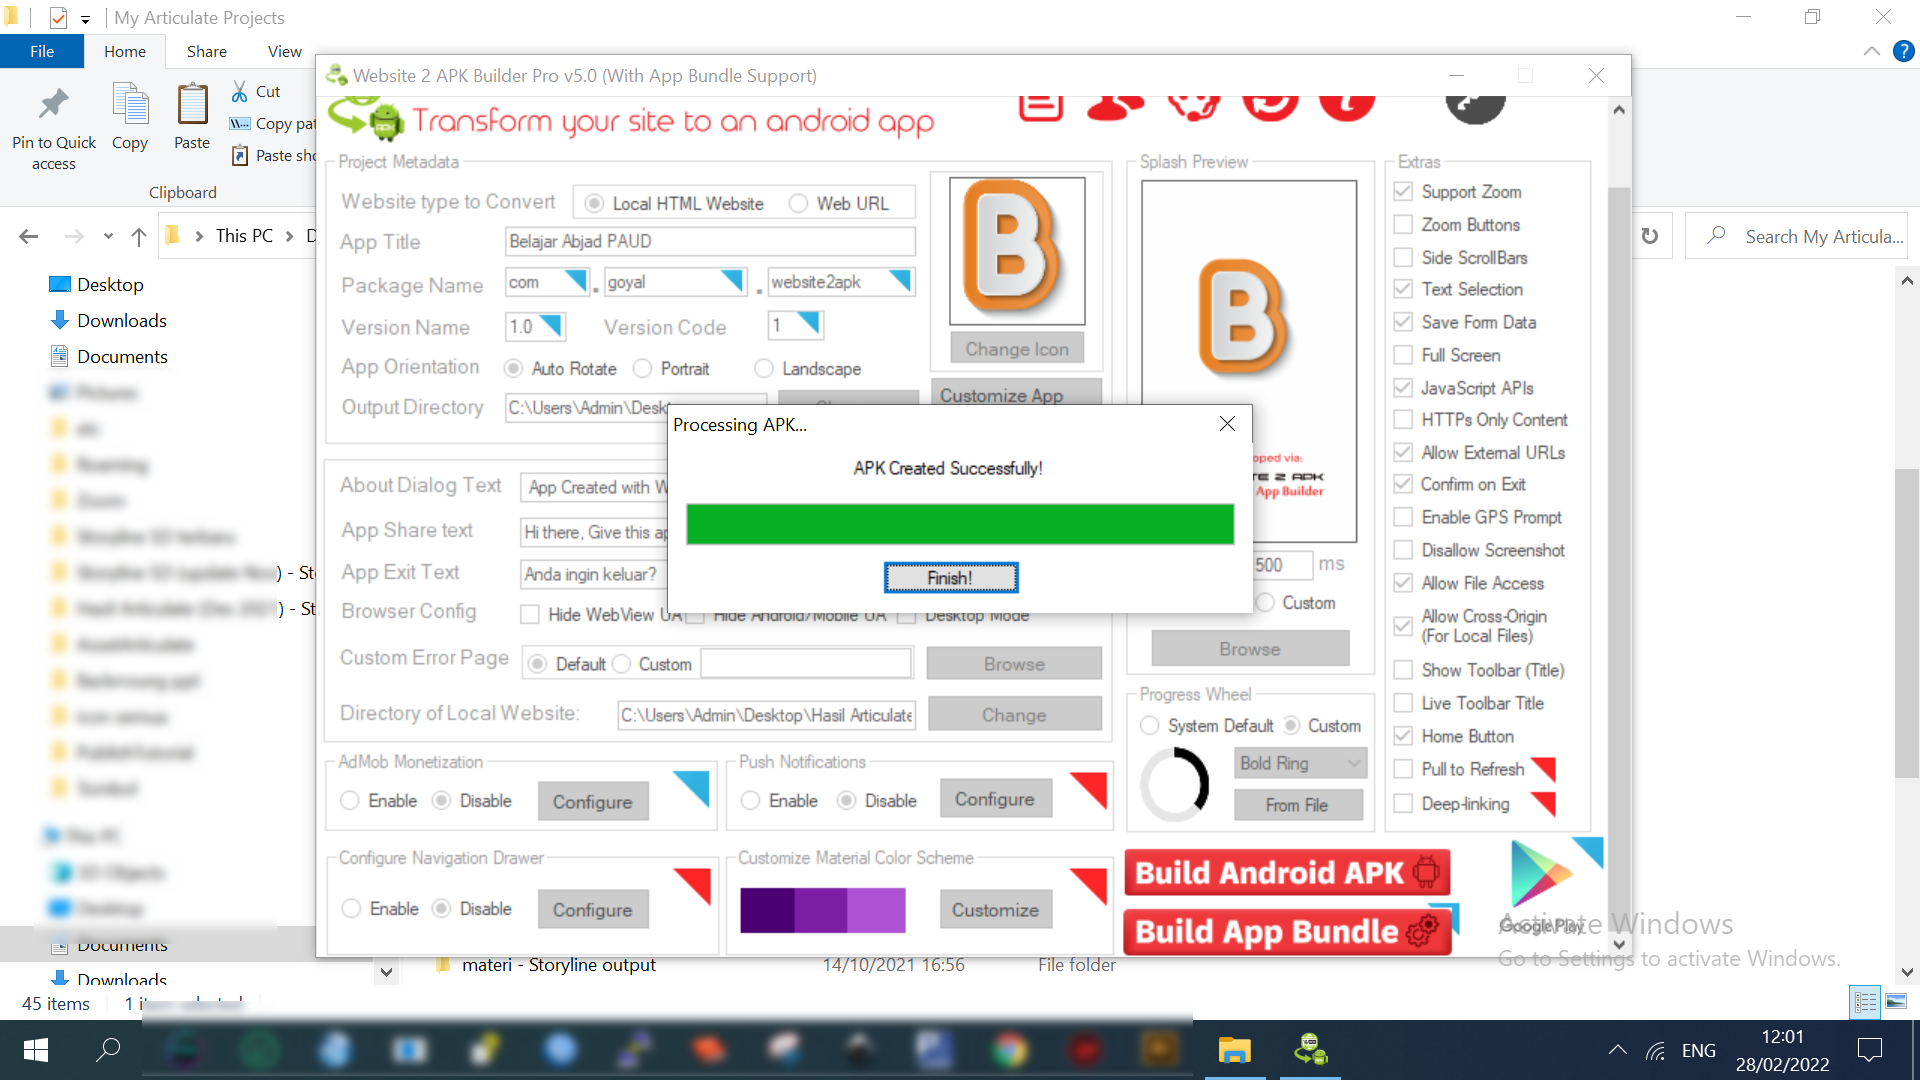 My Articulate Projects
File Home Share View
Pin to Quick access
Copy
Paste
Cut
Copy pat
Paste sho
Clipboard
This PC
Search My Articula...
Desktop
Downloads
Documents
) - Sto
) - Sto
Documents
Downloads
materi - Storyline output 14/10/2021 16:56 File folder
45 items
Website 2 APK Builder Pro v5.0 (With App Bundle Support)
Transform your site to an android app
Project Metadata
Website type to Convert Local HTML Website Web URL
App Title Belajar Abjad PAUD
Package Name com . goyal . website2apk
Version Name 1.0 Version Code 1
App Orientation Auto Rotate Portrait Landscape
Output Directory C:\Users\Admin\Deskt
Change Icon
Customize App
About Dialog Text App Created with W
App Share text Hi there, Give this ap
App Exit Text Anda ingin keluar?
Browser Config Hide WebView UA Hide Android/Mobile UA Desktop Mode
Custom Error Page Default Custom Browse
Directory of Local Website: C:\Users\Admin\Desktop\Hasil Articulate Change
AdMob Monetization
Enable Disable Configure
Push Notifications
Enable Disable Configure
Configure Navigation Drawer
Enable Disable Configure
Customize Material Color Scheme
Customize
Processing APK...
APK Created Successfully!
Finish!
Splash Preview
B
B
oped via:
TE 2 APK
App Builder
500 ms
Custom
Browse
Progress Wheel
System Default Custom
Bold Ring
From File
Extras
Support Zoom
Zoom Buttons
Side ScrollBars
Text Selection
Save Form Data
Full Screen
JavaScript APIs
HTTPs Only Content
Allow External URLs
Confirm on Exit
Enable GPS Prompt
Disallow Screenshot
Allow File Access
Allow Cross-Origin
(For Local Files)
Show Toolbar (Title)
Live Toolbar Title
Home Button
Pull to Refresh
Deep-linking
Build Android APK
Build App Bundle
Google Play
Activate Windows
Go to Settings to activate Windows.
ENG
12:01
28/02/2022